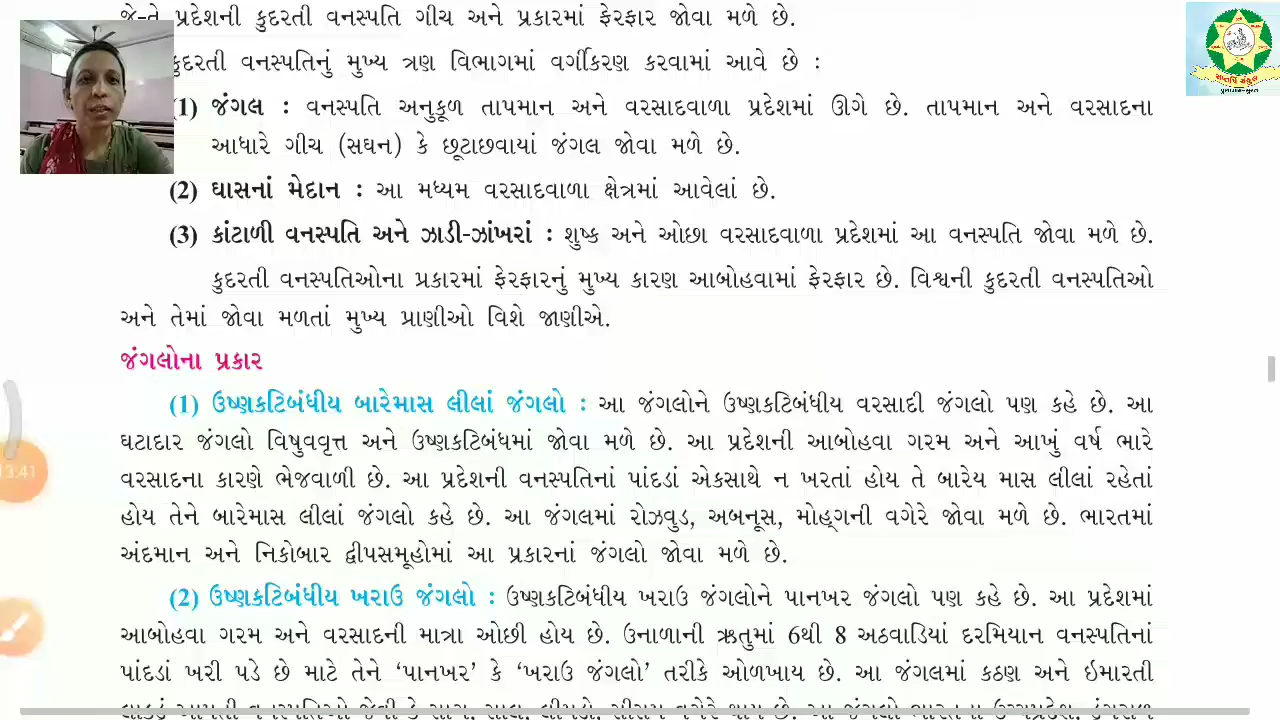 જે-તે પ્રદેશની કુદરતી વનસ્પતિ ગીચ અને પ્રકારમાં ફેરફાર જોવા મળે છે.
કુદરતી વનસ્પતિનું મુખ્ય ત્રણ વિભાગમાં વર્ગીકરણ કરવામાં આવે છે :
(1) જંગલ : વનસ્પતિ અનુકૂળ તાપમાન અને વરસાદવાળા પ્રદેશમાં ઊગે છે. તાપમાન અને વરસાદના
આધારે ગીચ (સઘન) કે છૂટાછવાયાં જંગલ જોવા મળે છે.
(2) ઘાસનાં મેદાન : આ મધ્યમ વરસાદવાળા ક્ષેત્રમાં આવેલાં છે.
(3) કાંટાળી વનસ્પતિ અને ઝાડી-ઝાંખરાં : શુષ્ક અને ઓછા વરસાદવાળા પ્રદેશમાં આ વનસ્પતિ જોવા મળે છે.
કુદરતી વનસ્પતિઓના પ્રકારમાં ફેરફારનું મુખ્ય કારણ આબોહવામાં ફેરફાર છે. વિશ્વની કુદરતી વનસ્પતિઓ
અને તેમાં જોવા મળતાં મુખ્ય પ્રાણીઓ વિશે જાણીએ.
જંગલોના પ્રકાર
(1) ઉષ્ણકટિબંધીય બારેમાસ લીલાં જંગલો : આ જંગલોને ઉષ્ણકટિબંધીય વરસાદી જંગલો પણ કહે છે. આ
ઘટાદાર જંગલો વિષુવવૃત્ત અને ઉષ્ણકટિબંધમાં જોવા મળે છે. આ પ્રદેશની આબોહવા ગરમ અને આખું વર્ષ ભારે
વરસાદના કારણે ભેજવાળી છે. આ પ્રદેશની વનસ્પતિનાં પાંદડાં એકસાથે ન ખરતાં હોય તે બારેય માસ લીલાં રહેતાં
હોય તેને બારેમાસ લીલાં જંગલો કહે છે. આ જંગલમાં રોઝવુડ, અબનૂસ, મોહ્ગની વગેરે જોવા મળે છે. ભારતમાં
અંદમાન અને નિકોબાર દ્વીપસમૂહોમાં આ પ્રકારનાં જંગલો જોવા મળે છે.
(2) ઉષ્ણકટિબંધીય ખરાઉ જંગલો : ઉષ્ણકટિબંધીય ખરાઉ જંગલોને પાનખર જંગલો પણ કહે છે. આ પ્રદેશમાં
આબોહવા ગરમ અને વરસાદની માત્રા ઓછી હોય છે. ઉનાળાની ઋતુમાં 6થી 8 અઠવાડિયાં દરમિયાન વનસ્પતિનાં
પાંદડાં ખરી પડે છે માટે તેને ‘પાનખર’ કે ‘ખરાઉ જંગલો’ તરીકે ઓળખાય છે. આ જંગલમાં કઠણ અને ઇમારતી
13:41